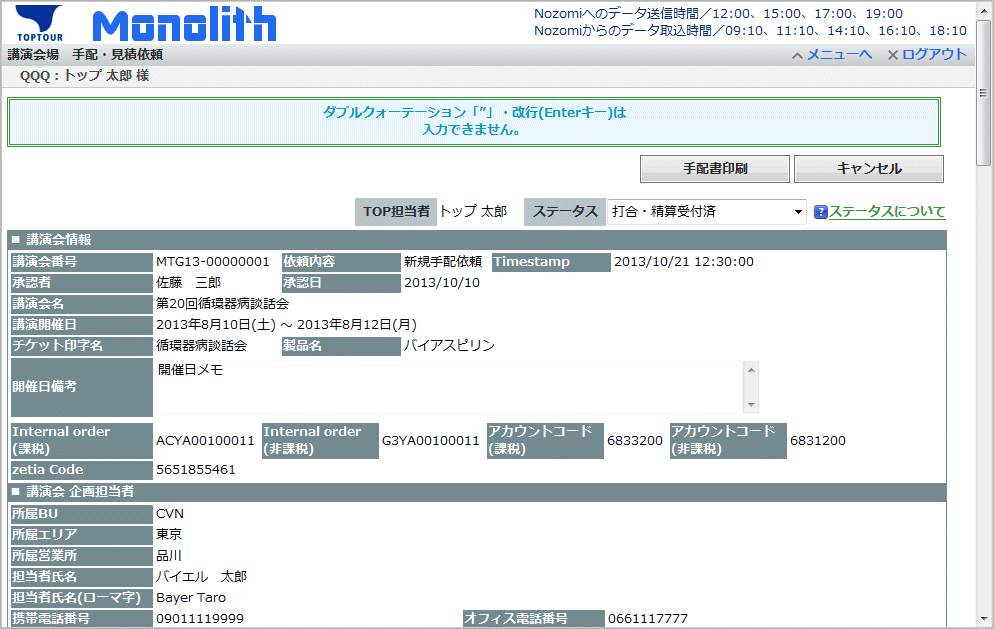 TOPTOUR
Monolith
Nozomiへのデータ送信時間／12:00、15:00、17:00、19:00
Nozomiからのデータ取込時間／09:10、11:10、14:10、16:10、18:10
講演会場 手配・見積依頼
メニューへ ログアウト
QQQ：トップ 太郎 様
ダブルクォーテーション「”」・改行(Enterキー)は
入力できません。
手配書印刷 キャンセル
TOP担当者 トップ 太郎 ステータス 打合・精算受付済 ? ステータスについて
■ 講演会情報
講演会番号 MTG13-00000001 依頼内容 新規手配依頼 Timestamp 2013/10/21 12:30:00
承認者 佐藤 三郎 承認日 2013/10/10
講演会名 第20回循環器病談話会
講演開催日 2013年8月10日(土) ～ 2013年8月12日(月)
チケット印字名 循環器病談話会 製品名 バイアスピリン
開催日備考 開催日メモ
Internal order (課税) ACYA00100011 Internal order (非課税) G3YA00100011 アカウントコード (課税) 6833200 アカウントコード (非課税) 6831200
zetia Code 5651855461
■ 講演会 企画担当者
所属BU CVN
所属エリア 東京
所属営業所 品川
担当者氏名 バイエル 太郎
担当者氏名(ローマ字) Bayer Taro
携帯電話番号 09011119999 オフィス電話番号 0661117777